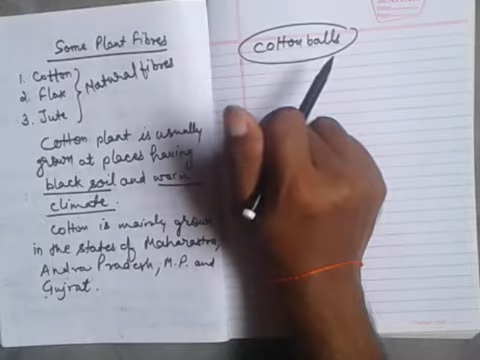 Some Plant Fibres
1. Cotton
2. Flax
3. Jute
Natural fibres
Cotton plant is usually
grown at places having
black soil and warm
climate.
Cotton is mainly grown
in the states of Maharastra,
Andra Pradesh, M.P. and
Gujrat.
Cotton balls